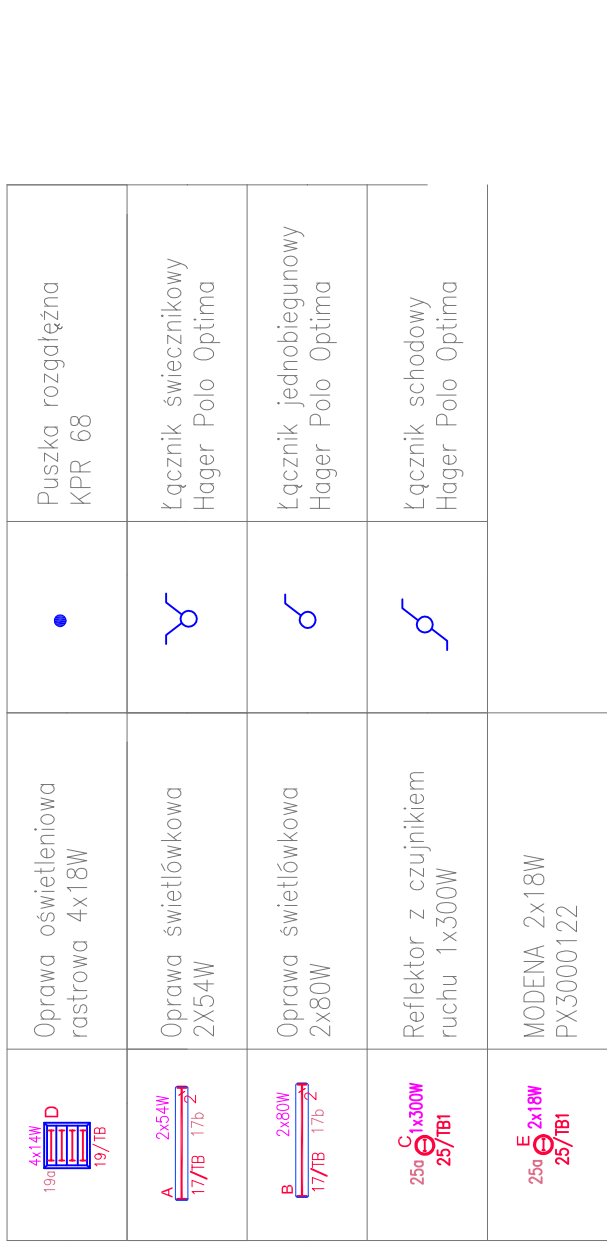 19a
4x14W
D
19/TB
Oprawa oświetleniowa
rastrowa 4x18W
Puszka rozgałęźna
KPR 68
A
2x54W
17/TB 17b 2
Oprawa świetlówkowa
2X54W
Łącznik świecznikowy
Hager Polo Optima
B
2x80W
17/TB 17b 2
Oprawa świetlówkowa
2x80W
Łącznik jednobiegunowy
Hager Polo Optima
25a C 1x300W
25/TB1
Reflektor z czujnikiem
ruchu 1x300W
Łącznik schodowy
Hager Polo Optima
25a E 2x18W
25/TB1
MODENA 2x18W
PX3000122